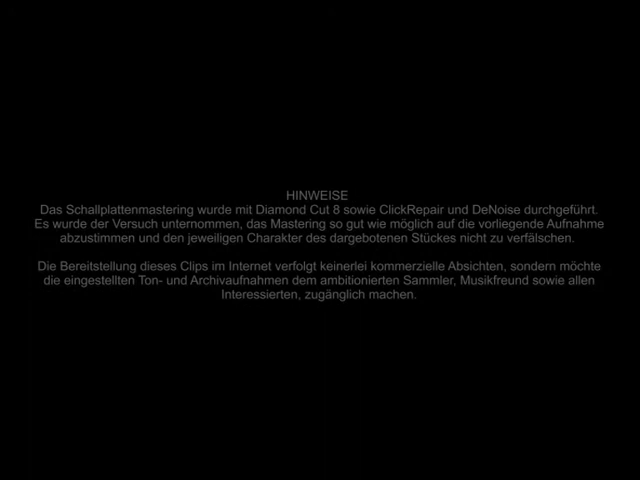 HINWEISE
Das Schallplattenmastering wurde mit Diamond Cut 8 sowie ClickRepair und DeNoise durchgeführt.
Es wurde der Versuch unternommen, das Mastering so gut wie möglich auf die vorliegende Aufnahme
abzustimmen und den jeweiligen Charakter des dargebotenen Stückes nicht zu verfälschen.
Die Bereitstellung dieses Clips im Internet verfolgt keinerlei kommerzielle Absichten, sondern möchte
die eingestellten Ton- und Archivaufnahmen dem ambitionierten Sammler, Musikfreund sowie allen
Interessierten, zugänglich machen.